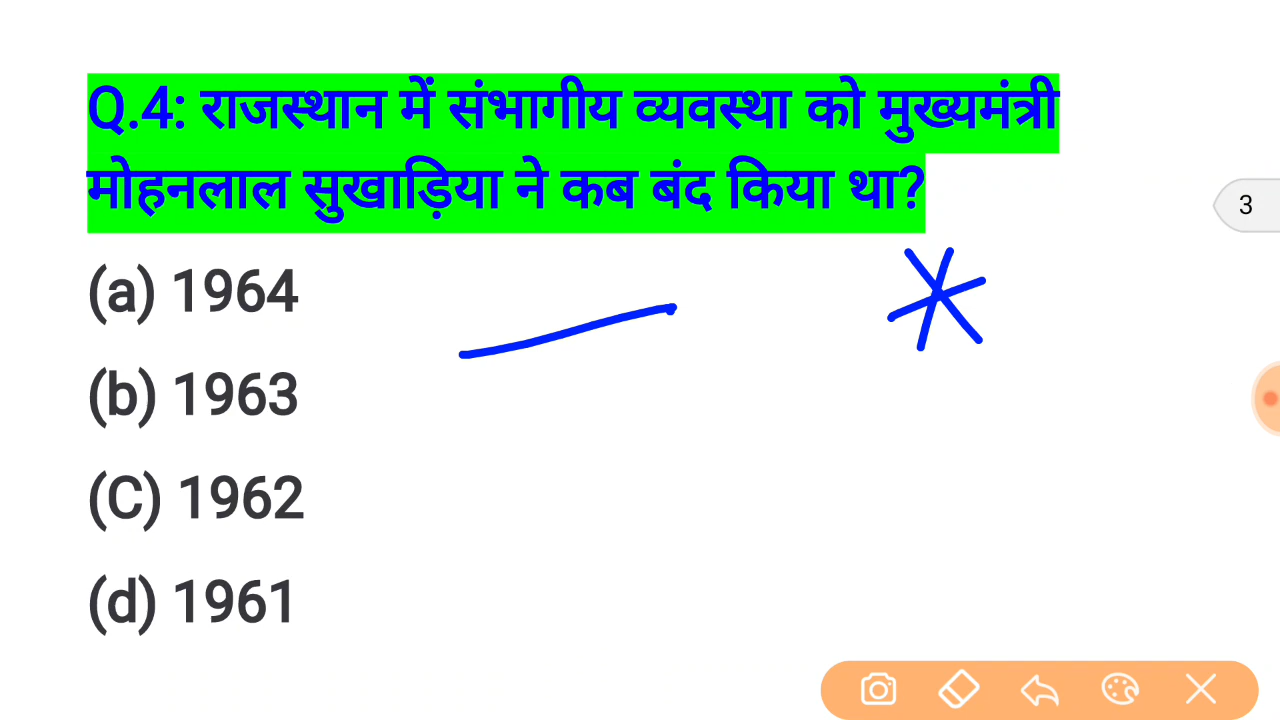 Q.4: राजस्थान में संभागीय व्यवस्था को मुख्यमंत्री
मोहनलाल सुखाड़िया ने कब बंद किया था?
(a) 1964
(b) 1963
(C) 1962
(d) 1961
3